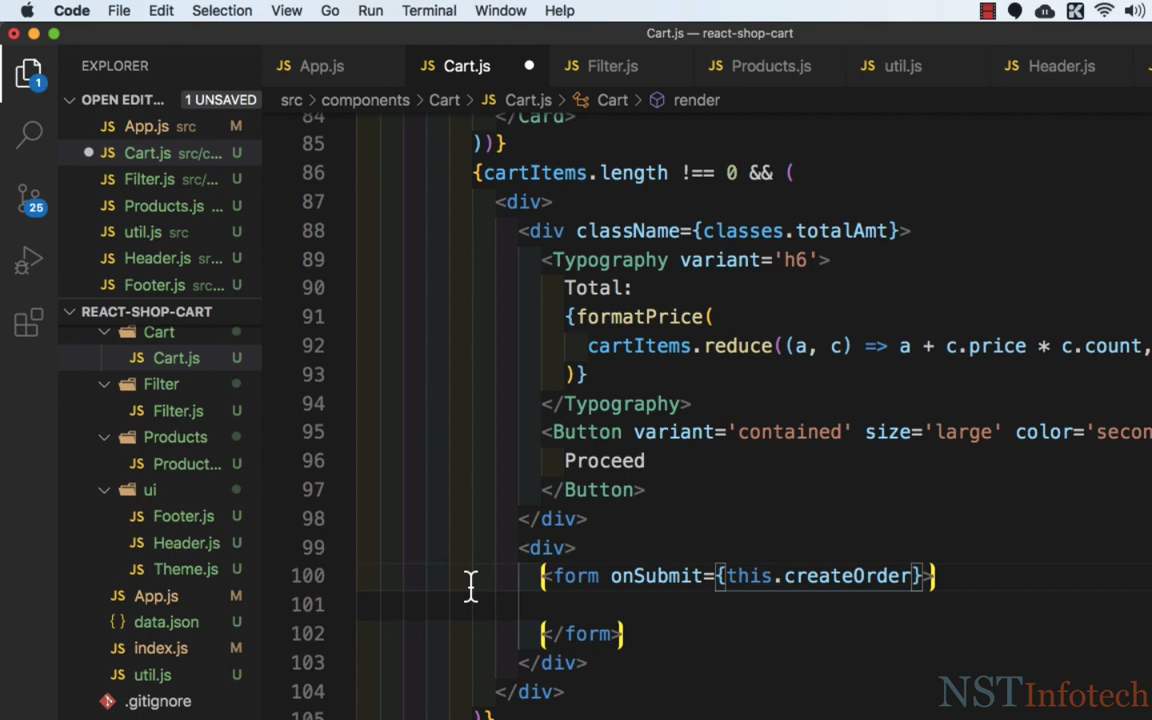 Code File Edit Selection View Go Run Terminal Window Help
Cart.js — react-shop-cart
EXPLORER
JS App.js JS Cart.js JS Filter.js JS Products.js JS util.js JS Header.js
OPEN EDIT... 1 UNSAVED
src > components > Cart > JS Cart.js > Cart > render
JS App.js src M
JS Cart.js src/c... U
JS Filter.js src/... U
JS Products.js ... U
JS util.js src U
JS Header.js sr... U
JS Footer.js src... U
1
25
REACT-SHOP-CART
Cart
JS Cart.js U
Filter
JS Filter.js U
Products
JS Product... U
ui
JS Footer.js U
JS Header.js U
JS Theme.js U
JS App.js M
{ } data.json U
JS index.js M
JS util.js U
.gitignore
84 </Card>
85 ))}
86 {cartItems.length !== 0 && (
87 <div>
88 <div className={classes.totalAmt}>
89 <Typography variant='h6'>
90 Total:
91 {formatPrice(
92 cartItems.reduce((a, c) => a + c.price * c.count,
93 )}
94 </Typography>
95 <Button variant='contained' size='large' color='secon
96 Proceed
97 </Button>
98 </div>
99 <div>
100 <form onSubmit={this.createOrder}>
101
102 </form>
103 </div>
104 </div>
105 )}
NSTInfotech